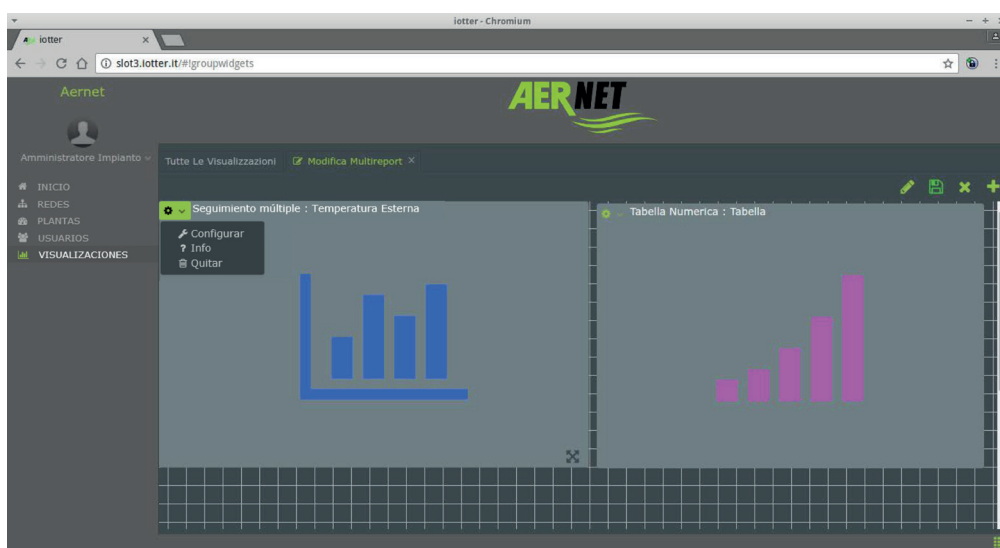 iotter - Chromium
iotter
slot3.iotter.it/#!groupwidgets
Aernet
AERNET
Amministratore Impianto
Tutte Le Visualizzazioni
Modifica Multireport
INICIO
REDES
PLANTAS
USUARIOS
VISUALIZACIONES
Seguimiento múltiple : Temperatura Esterna
Configurar
? Info
Quitar
Tabella Numerica : Tabella